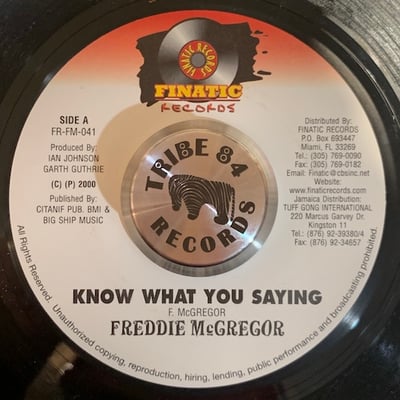 FINATIC RECORDS
FINATIC
RECORDS
SIDE A
FR-FM-041
Produced By:
IAN JOHNSON
GARTH GUTHRIE
(C) (P) 2000
Published By:
CITANIF PUB. BMI &
BIG SHIP MUSIC
Distributed By:
FINATIC RECORDS
P.O. Box 693447
Miami, FL 33269
Tel.: (305) 769-0090
Fax.: (305) 769-0182
Email: Finatic@cbsinc.net
Website:
www.finaticrecords.com
Jamaica Distribution:
TUFF GONG INTERNATIONAL
220 Marcus Garvey Dr.
Kingston 11
Tel: (876) 92-39380/4
Fax: (876) 92-34657
TRIBE 84
RECORDS
KNOW WHAT YOU SAYING
F. McGREGOR
FREDDIE McGREGOR
All Rights Reserved. Unauthorized copying, reproduction, hiring, lending, public performance and broadcasting prohibited.